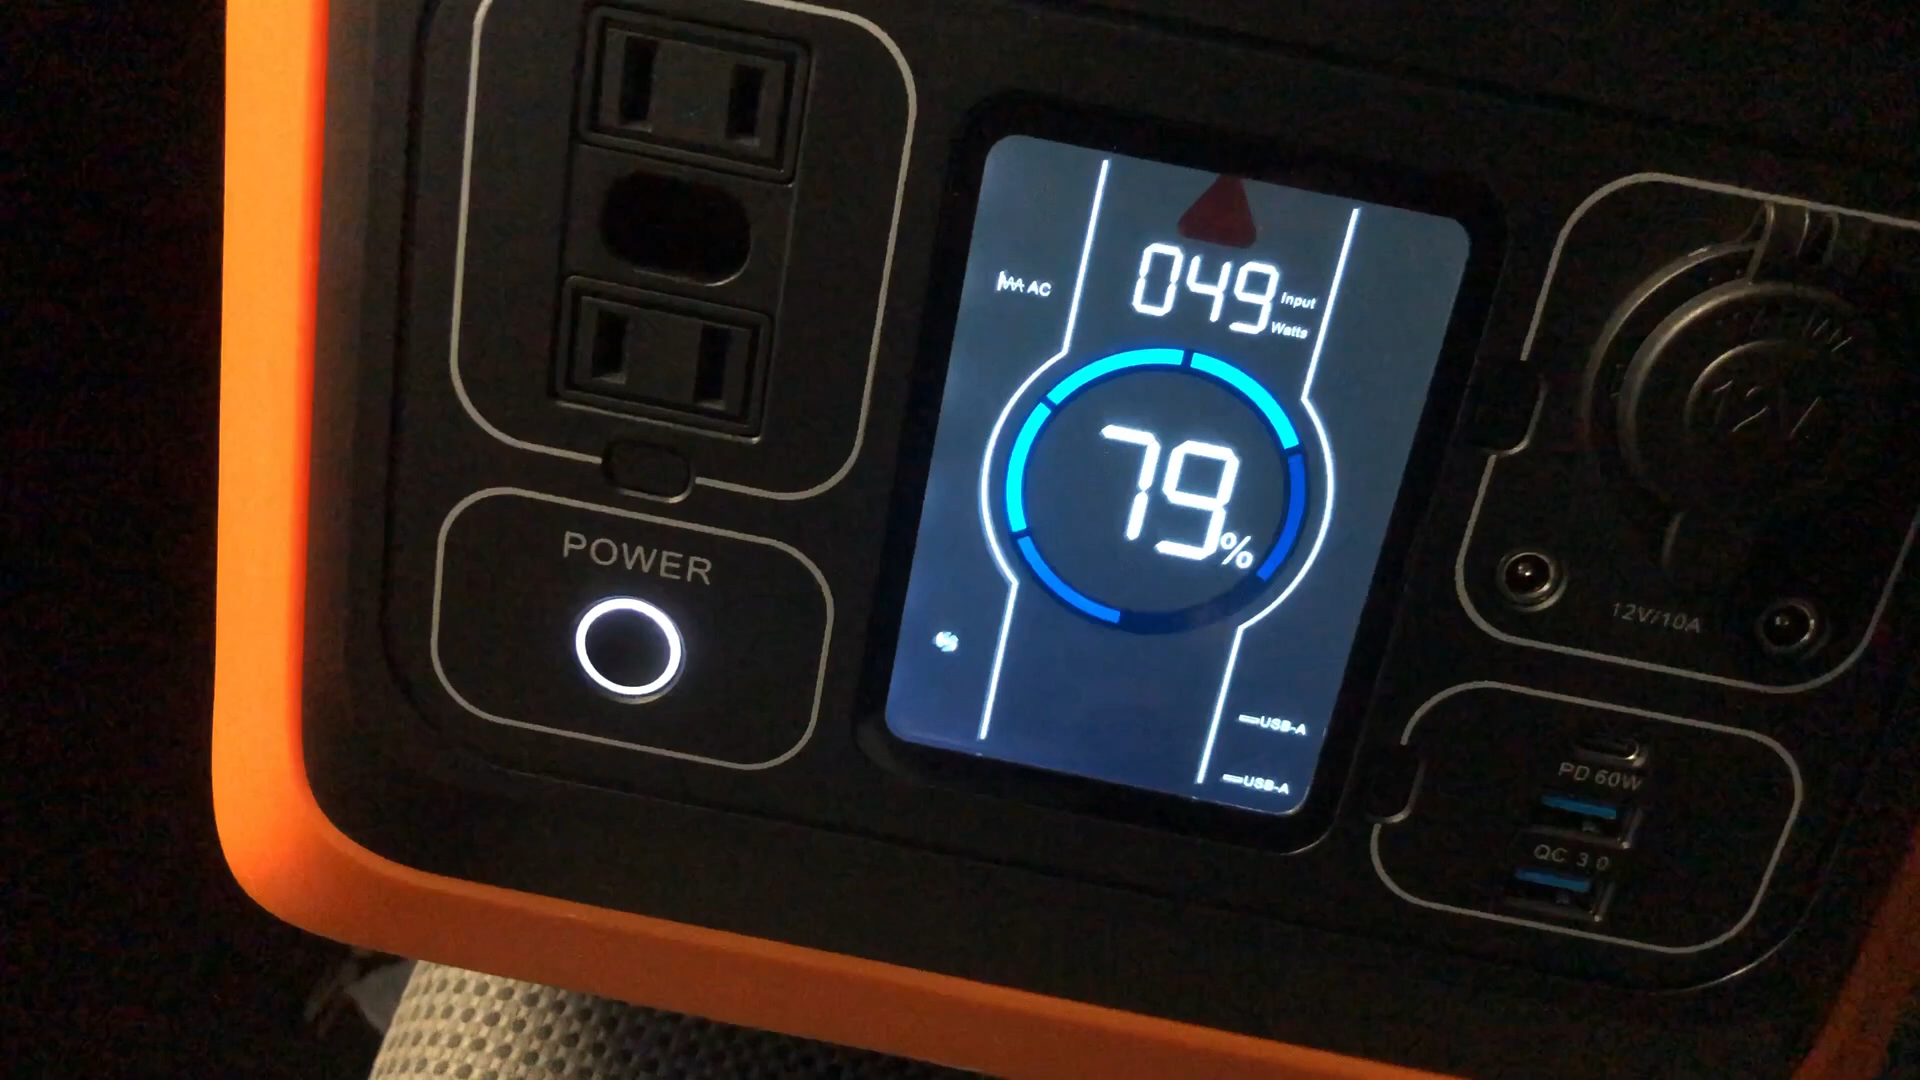 AC
049 Input
Watts
79%
USB-A
USB-A
POWER
12V
12V/10A
PD 60W
QC 3.0